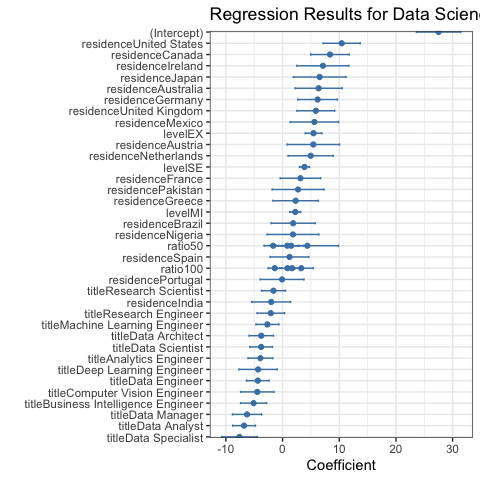 Regression Results for Data Scien
(Intercept)
residenceUnited States
residenceCanada
residenceIreland
residenceJapan
residenceAustralia
residenceGermany
residenceUnited Kingdom
residenceMexico
levelEX
residenceAustria
residenceNetherlands
levelSE
residenceFrance
residencePakistan
residenceGreece
levelMI
residenceBrazil
residenceNigeria
ratio50
residenceSpain
ratio100
residencePortugal
titleResearch Scientist
residenceIndia
titleResearch Engineer
titleMachine Learning Engineer
titleData Architect
titleData Scientist
titleAnalytics Engineer
titleDeep Learning Engineer
titleData Engineer
titleComputer Vision Engineer
titleBusiness Intelligence Engineer
titleData Manager
titleData Analyst
titleData Specialist
-10 0 10 20 30
Coefficient